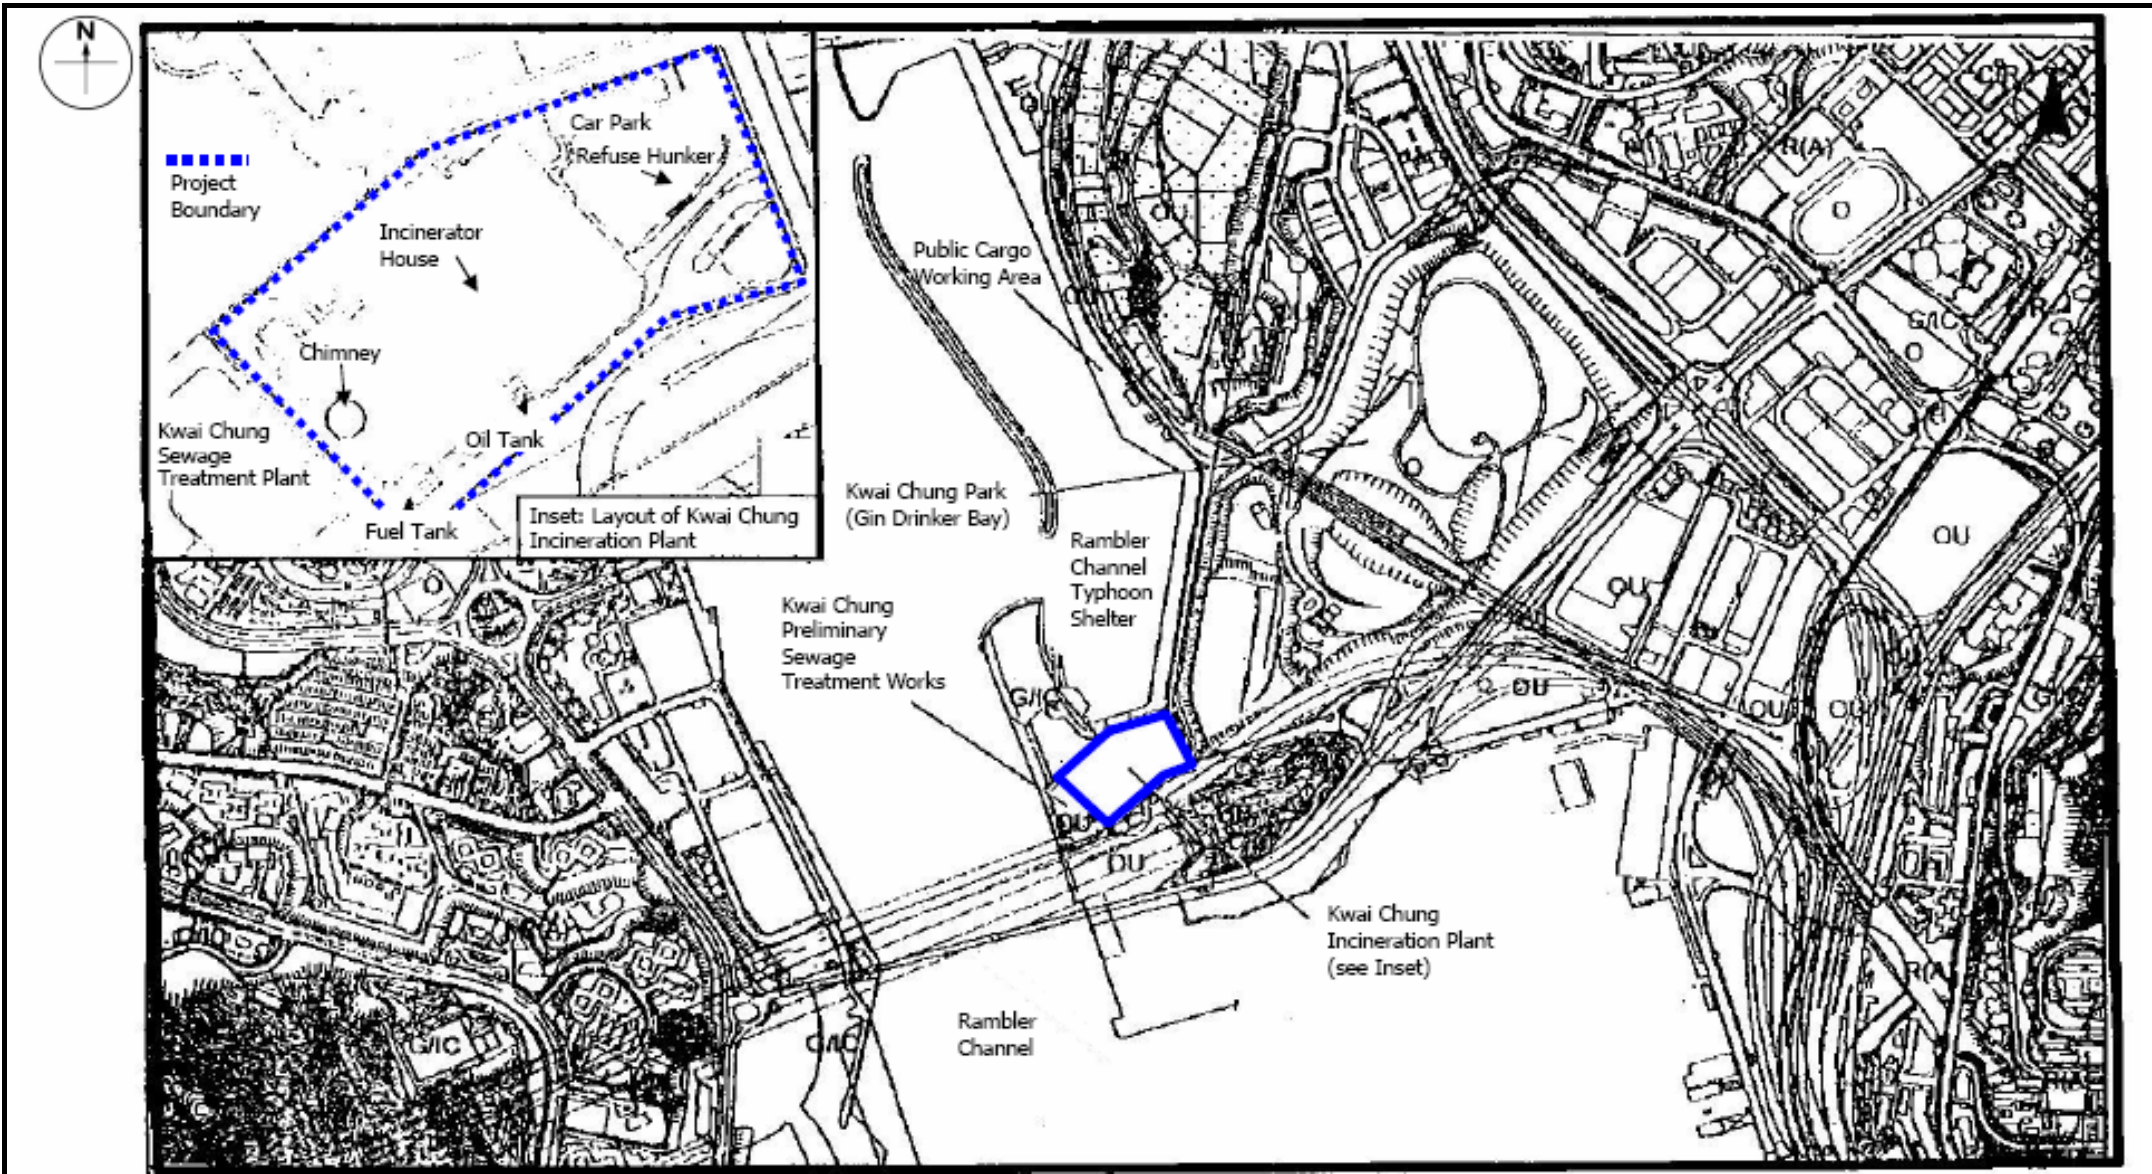 N
Project
Boundary
Car Park
Refuse Hunker
Incinerator
House
Chimney
Kwai Chung
Sewage
Treatment Plant
Oil Tank
Fuel Tank
Inset: Layout of Kwai Chung
Incineration Plant
Public Cargo
Working Area
Kwai Chung Park
(Gin Drinker Bay)
Rambler
Channel
Typhoon
Shelter
Kwai Chung
Preliminary
Sewage
Treatment Works
Kwai Chung
Incineration Plant
(see Inset)
Rambler
Channel
OU
OU
R(A)
O
G/IC
O
O
OU
OU
OU
OU
OU
G/IC
OU
OU
O
G/IC
G/IC
R(A)